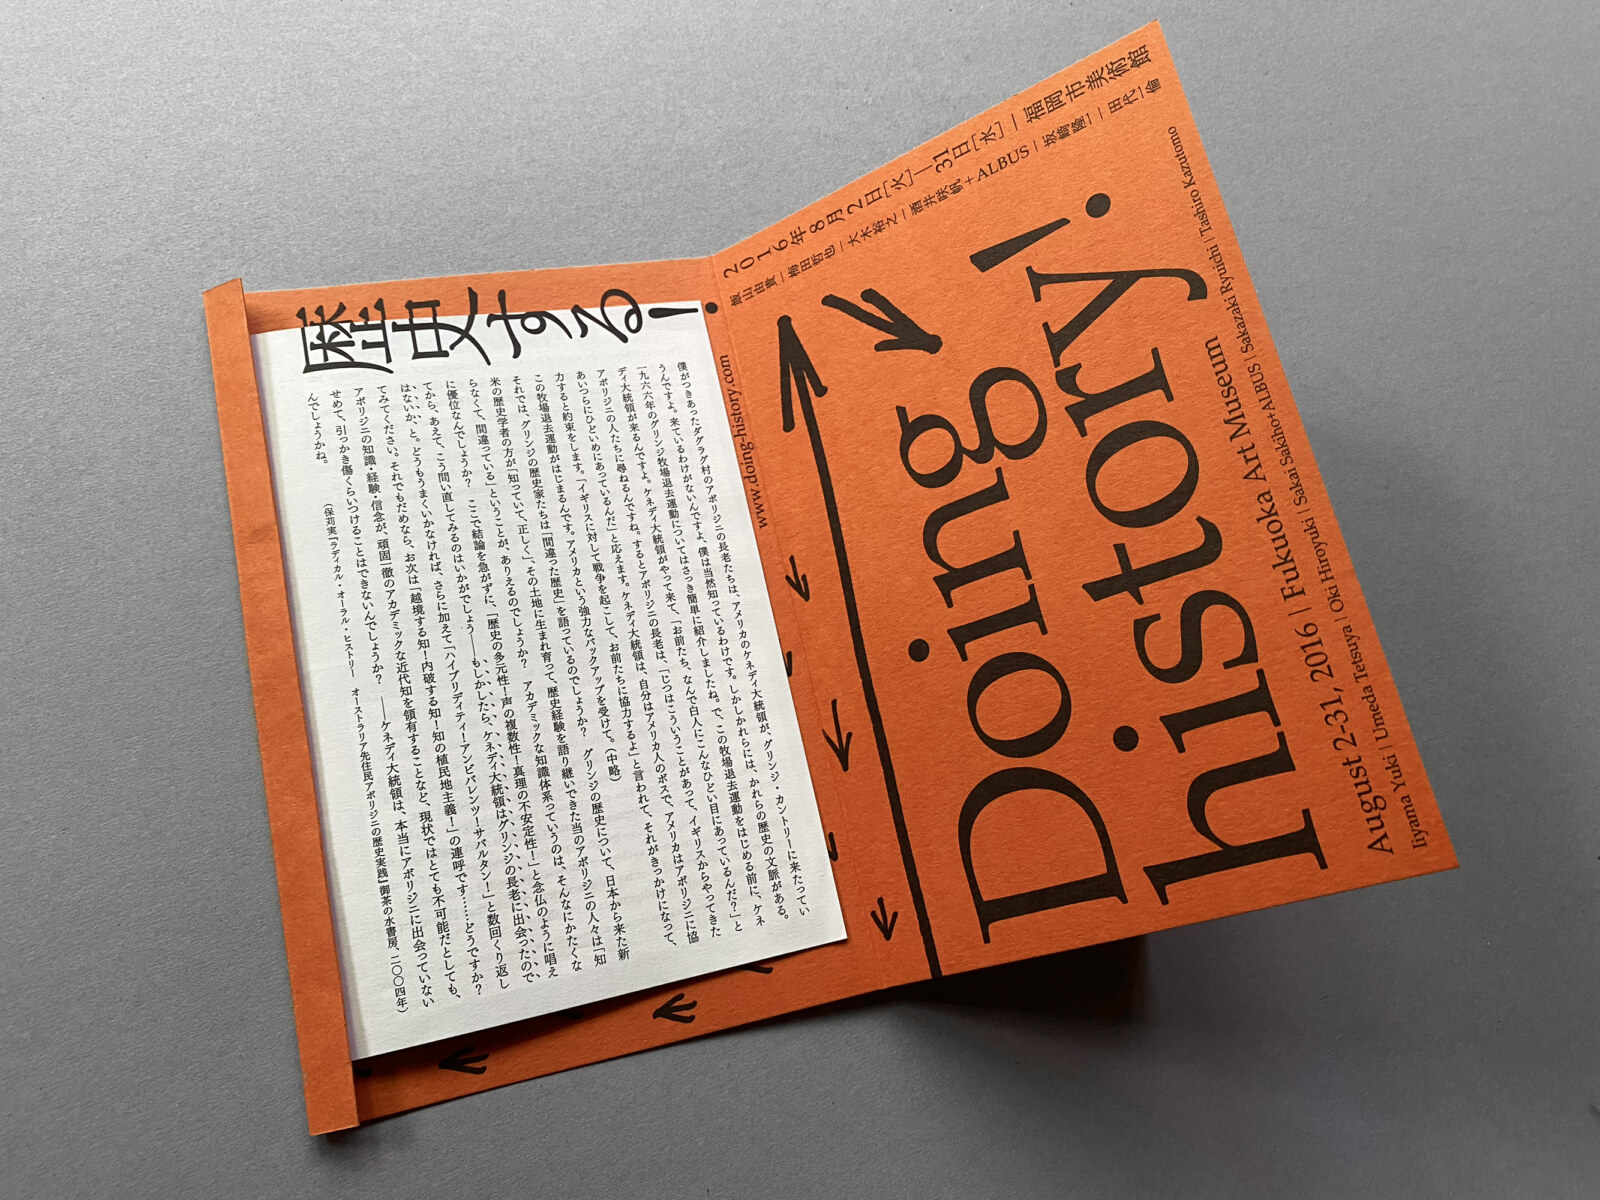 歴史する！
僕がつきあったダグラグ村のアボリジニの長老たちは、アメリカのケネディ大統領が、グリンジ・カントリーに来たってい
うんですよ。来ているわけがないんですよ、僕は当然知っているわけです。しかしかれらには、かれらの歴史の文脈がある。
一九六六年のグリンジ牧場退去運動についてはさっき簡単に紹介しましたね。で、この牧場退去運動をはじめる前に、ケネ
ディ大統領が来るんですよ。ケネディ大統領がやって来て、「お前たち、なんで白人にこんなひどい目にあっているんだ？」と
アボリジニの人たちに尋ねるんですね。するとアボリジニの長老は、「じつはこういうことがあって、イギリスからやってきた
あいつらにひどいめにあっているんだ」と応えます。ケネディ大統領は、自分はアメリカ人のボスで、アメリカはアボリジニに協
力すると約束をします。「イギリスに対して戦争を起こして、お前たちに協力するよ」と言われて、それがきっかけになって、
この牧場退去運動がはじまるんです。アメリカという強力なバックアップを受けて。（中略）
それでは、グリンジの歴史家たちは「間違った歴史」を語っているのでしょうか？　グリンジの歴史について、日本から来た新
米の歴史学者の方が「知っていて、正しく」、その土地に生まれ育って、歴史経験を語り継いできた当のアボリジニの人々は「知
らなくて、間違っている」ということが、ありえるのでしょうか？　アカデミックな知識体系っていうのは、そんなにかたくな
に優位なんでしょうか？　ここで結論を急がずに、「歴史の多元性！声の複数性！真理の不安定性！」と念仏のように唱え
てから、あえて、こう問い直してみるのはいかがでしょう――もしかしたら、ケネディ大統領はグリンジの長老に出会ったので
はないか、と。どうもうまくいかなければ、さらに加えて「ハイブリディティ！アンビバレンツ！サバルタン！」と数回くり返し
てみてください。それでもだめなら、お次は「越境する知！内破する知！知の植民地主義！」の連呼です……どうですか？
アボリジニの知識・経験・信念が、頑固一徹のアカデミックな近代知を領有することなど、現状ではとても不可能だとしても、
せめて、引っかき傷くらいつけることはできないんでしょうか？　――ケネディ大統領は、本当にアボリジニに出会っていない
んでしょうかね。
（保苅実『ラディカル・オーラル・ヒストリー　オーストラリア先住民アボリジニの歴史実践』御茶の水書房、二〇〇四年）
www.doing-history.com
2016年8月2日[火]―31日[水]｜福岡市美術館
飯山由貴｜梅田哲也｜大木裕之｜酒井咲帆+ALBUS｜坂崎隆一｜田代一倫
Doing
history!
August 2-31, 2016 | Fukuoka Art Museum
Iiyama Yuki | Umeda Tetsuya | Oki Hiroyuki | Sakai Sakiho+ALBUS | Sakazaki Ryuichi | Tashiro Kazutomo